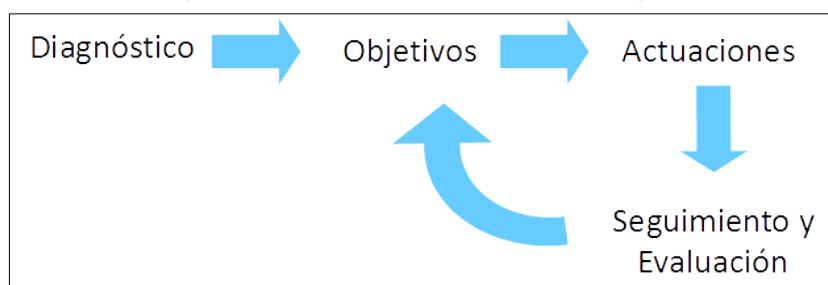 Diagnóstico
Objetivos
Actuaciones
Seguimiento y
Evaluación